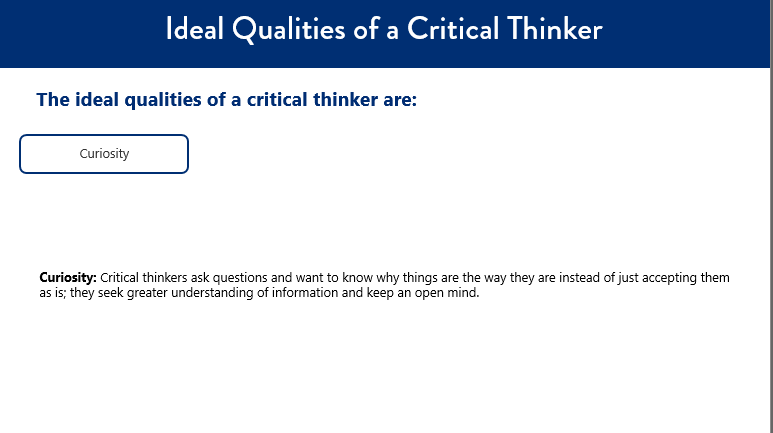 Ideal Qualities of a Critical Thinker
The ideal qualities of a critical thinker are:
Curiosity
Curiosity: Critical thinkers ask questions and want to know why things are the way they are instead of just accepting them
as is; they seek greater understanding of information and keep an open mind.